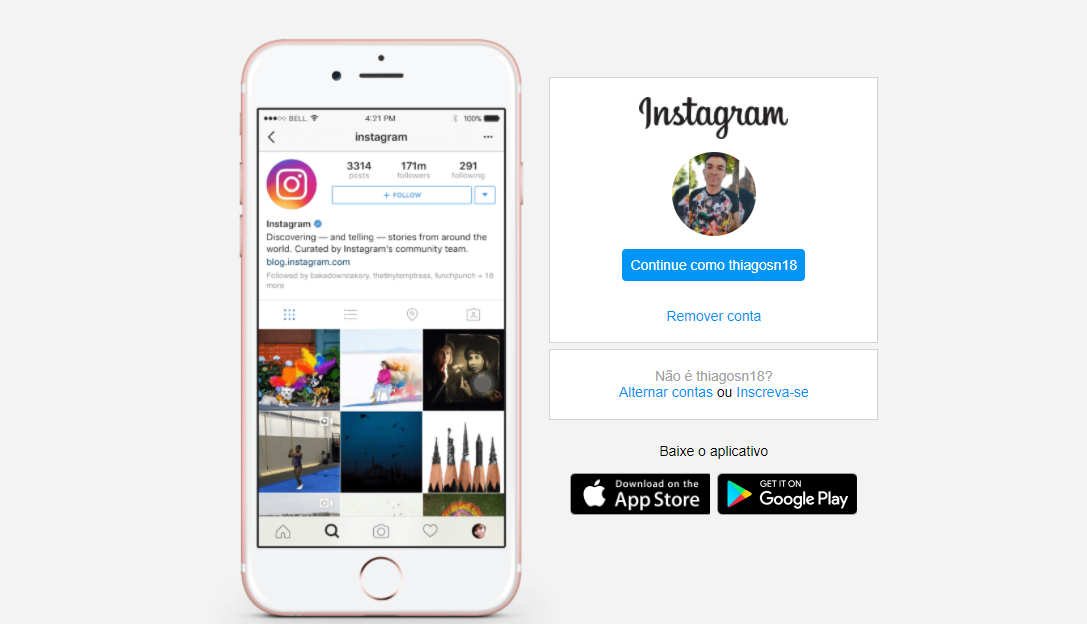 BELL
4:21 PM
100%
instagram
3314
posts
171m
followers
291
following
+ FOLLOW
Instagram
Discovering — and telling — stories from around the
world. Curated by Instagram's community team.
blog.instagram.com
Followed by bakadowncakery, thetinytemptress, funchpunch + 18
more
Instagram
Continue como thiagosn18
Remover conta
Não é thiagosn18?
Alternar contas ou Inscreva-se
Baixe o aplicativo
Download on the
App Store
GET IT ON
Google Play